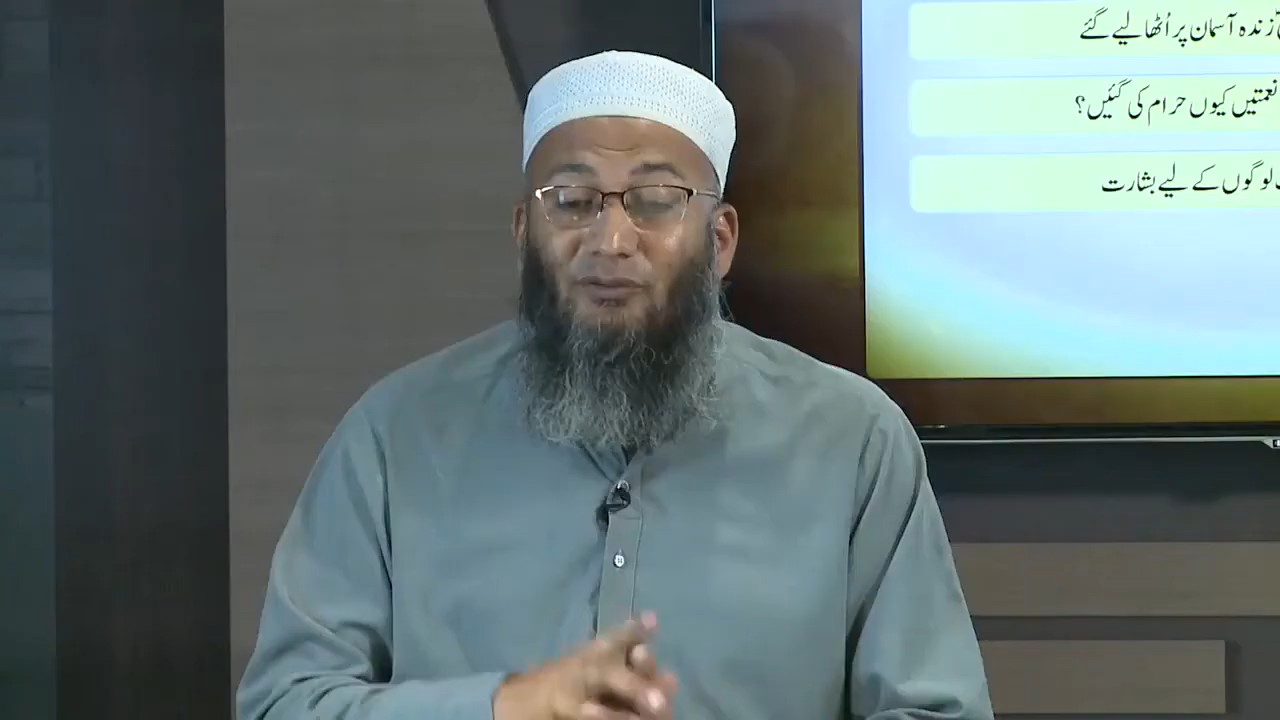 زندہ آسمان پر اُٹھا لیے گئے
نعمتیں کیوں حرام کی گئیں؟
لوگوں کے لیے بشارت